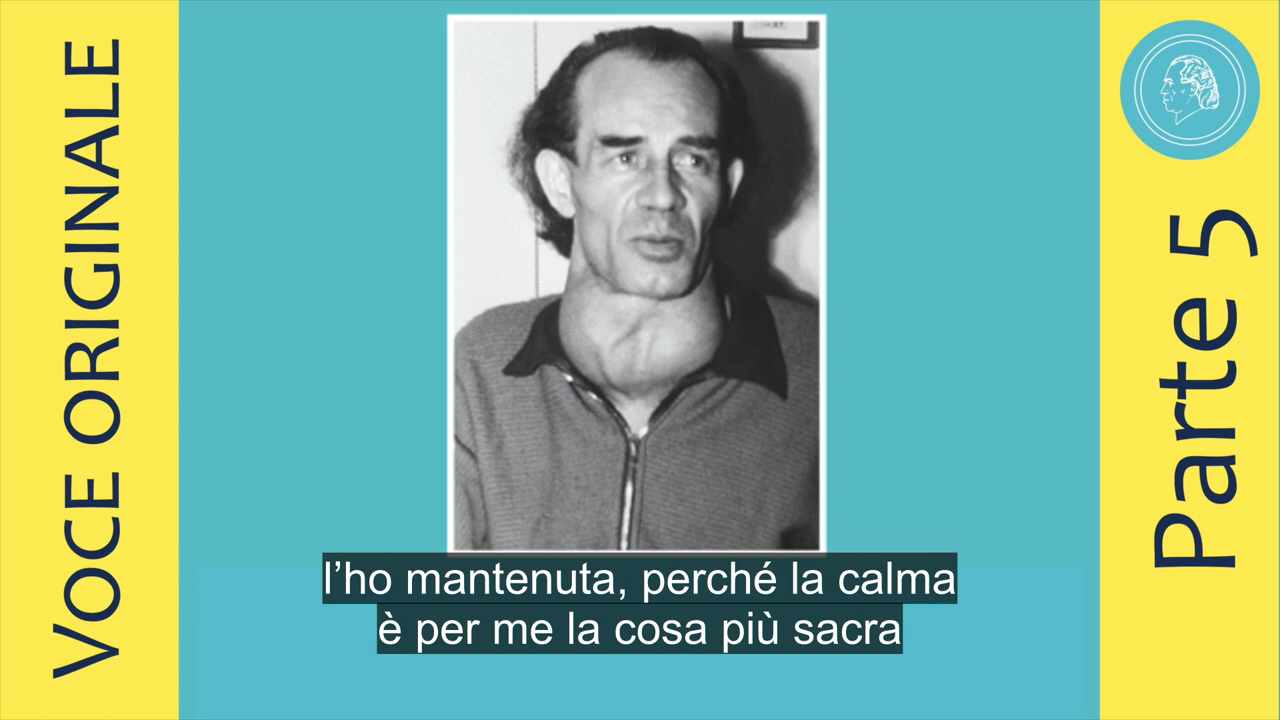 VOCE ORIGINALE
Parte 5
l’ho mantenuta, perché la calma
è per me la cosa più sacra